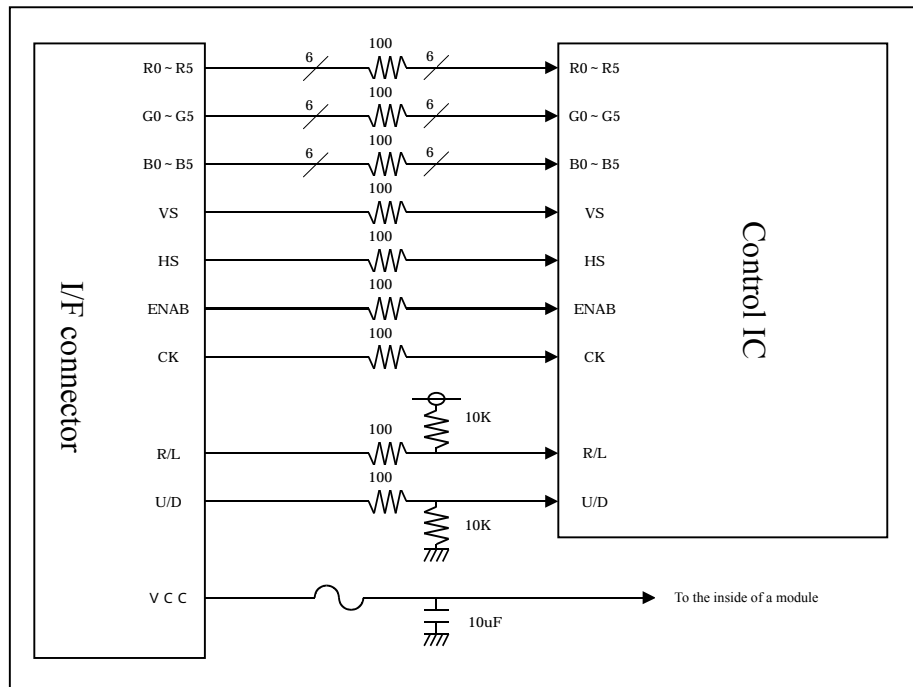 100
R0~R5 6 6 R0~R5
100
G0~G5 6 6 G0~G5
100
B0~B5 6 6 B0~B5
100
VS VS
100
HS HS
100
ENAB ENAB
100
CK CK
10K
100
R/L R/L
100
U/D U/D
10K
VCC To the inside of a module
10uF
I/F connector
Control IC